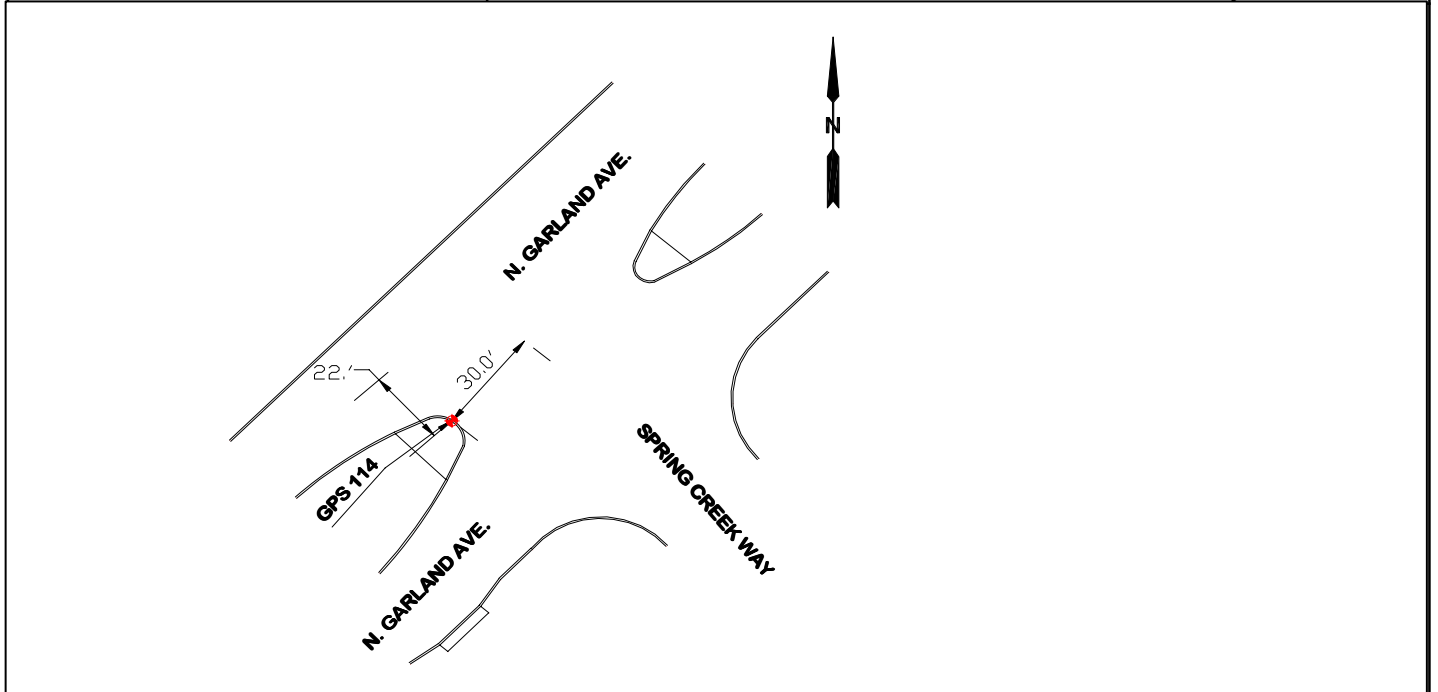 N
N. GARLAND AVE.
30.0'
22.'
SPRING CREEK WAY
GPS 114
N. GARLAND AVE.